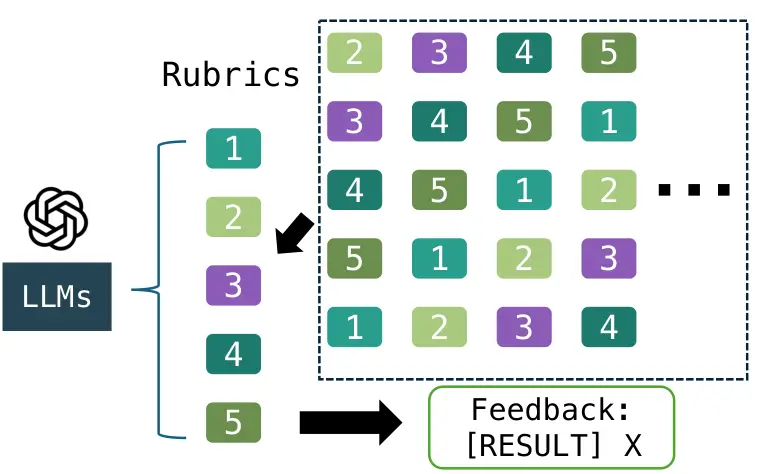 Rubrics
2 3 4 5
3 4 5 1
4 5 1 2 ...
5 1 2 3
1 2 3 4
1
2
3
4
5
LLMs
Feedback:
[RESULT] X